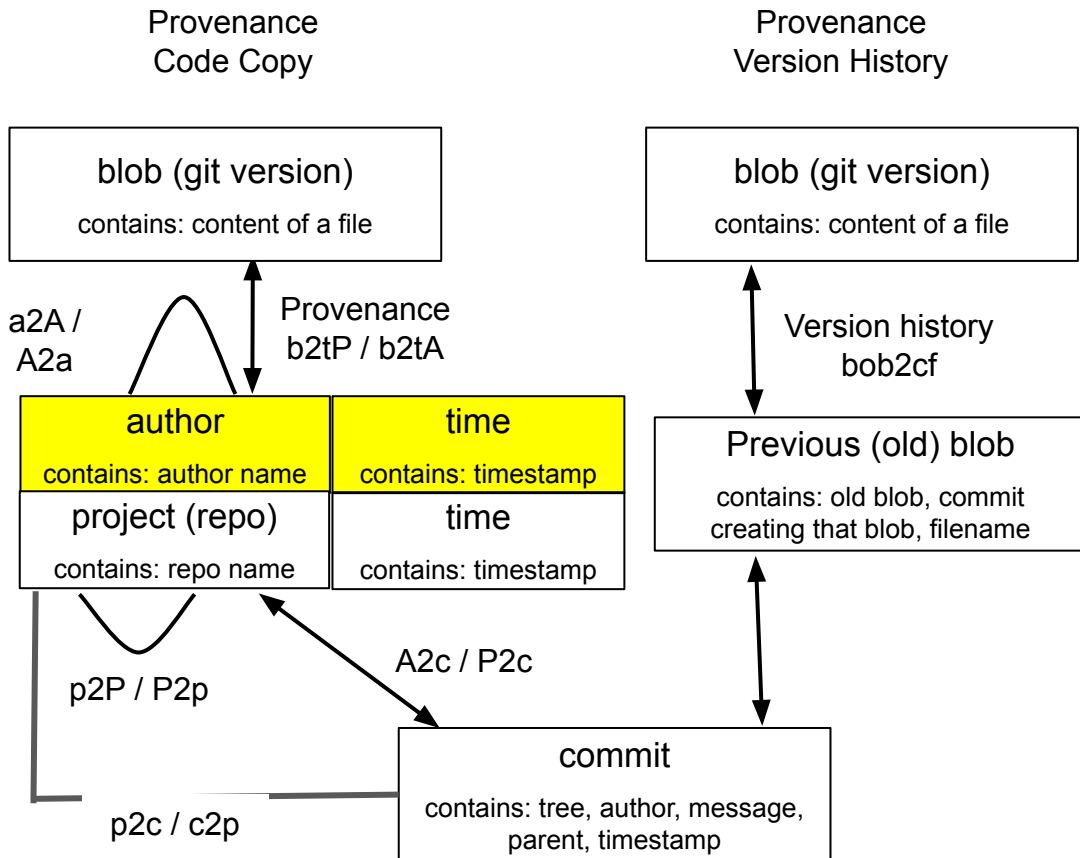 Provenance
Code Copy
Provenance
Version History
blob (git version)
contains: content of a file
blob (git version)
contains: content of a file
a2A /
A2a
Provenance
b2tP / b2tA
Version history
bob2cf
author
contains: author name
time
contains: timestamp
project (repo)
contains: repo name
time
contains: timestamp
Previous (old) blob
contains: old blob, commit
creating that blob, filename
p2P / P2p
A2c / P2c
p2c / c2p
commit
contains: tree, author, message,
parent, timestamp